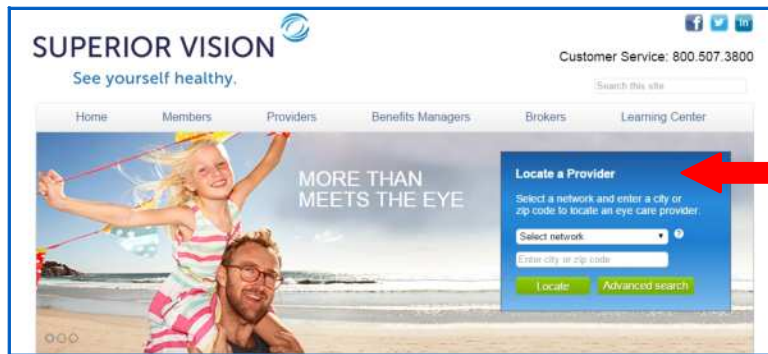 SUPERIOR VISION
See yourself healthy.
Customer Service: 800.507.3800
Search this site
Home Members Providers Benefits Managers Brokers Learning Center
MORE THAN
MEETS THE EYE
Locate a Provider
Select a network and enter a city or
zip code to locate an eye care provider.
Select network ?
Enter city or zip code
Locate Advanced search
f in